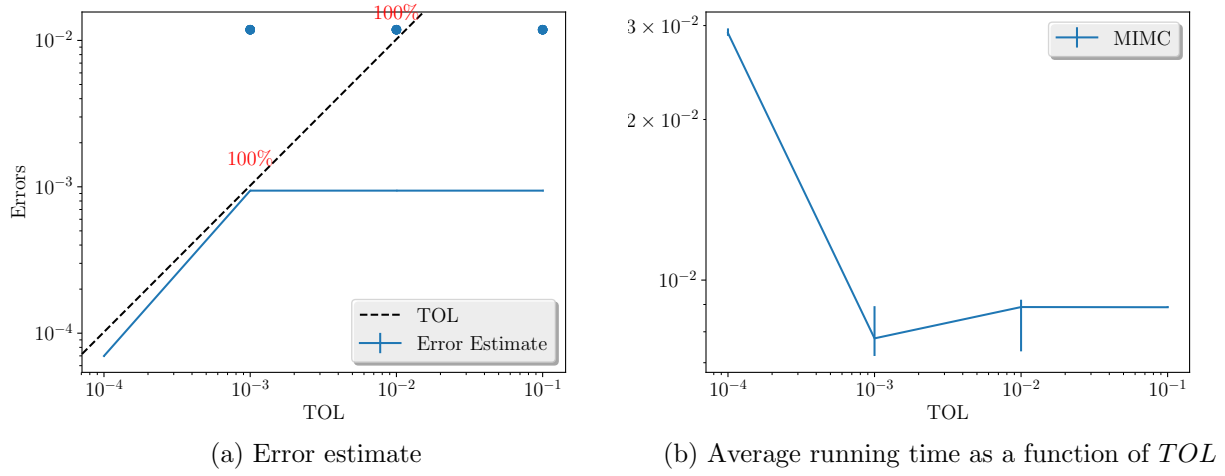 100%
10^{-2}
100%
10^{-3}
10^{-4}
Errors
TOL
Error Estimate
10^{-4}
10^{-3}
10^{-2}
10^{-1}
TOL
(a) Error estimate
3 × 10^{-2}
MIMC
2 × 10^{-2}
10^{-2}
10^{-4}
10^{-3}
10^{-2}
10^{-1}
TOL
(b) Average running time as a function of TOL